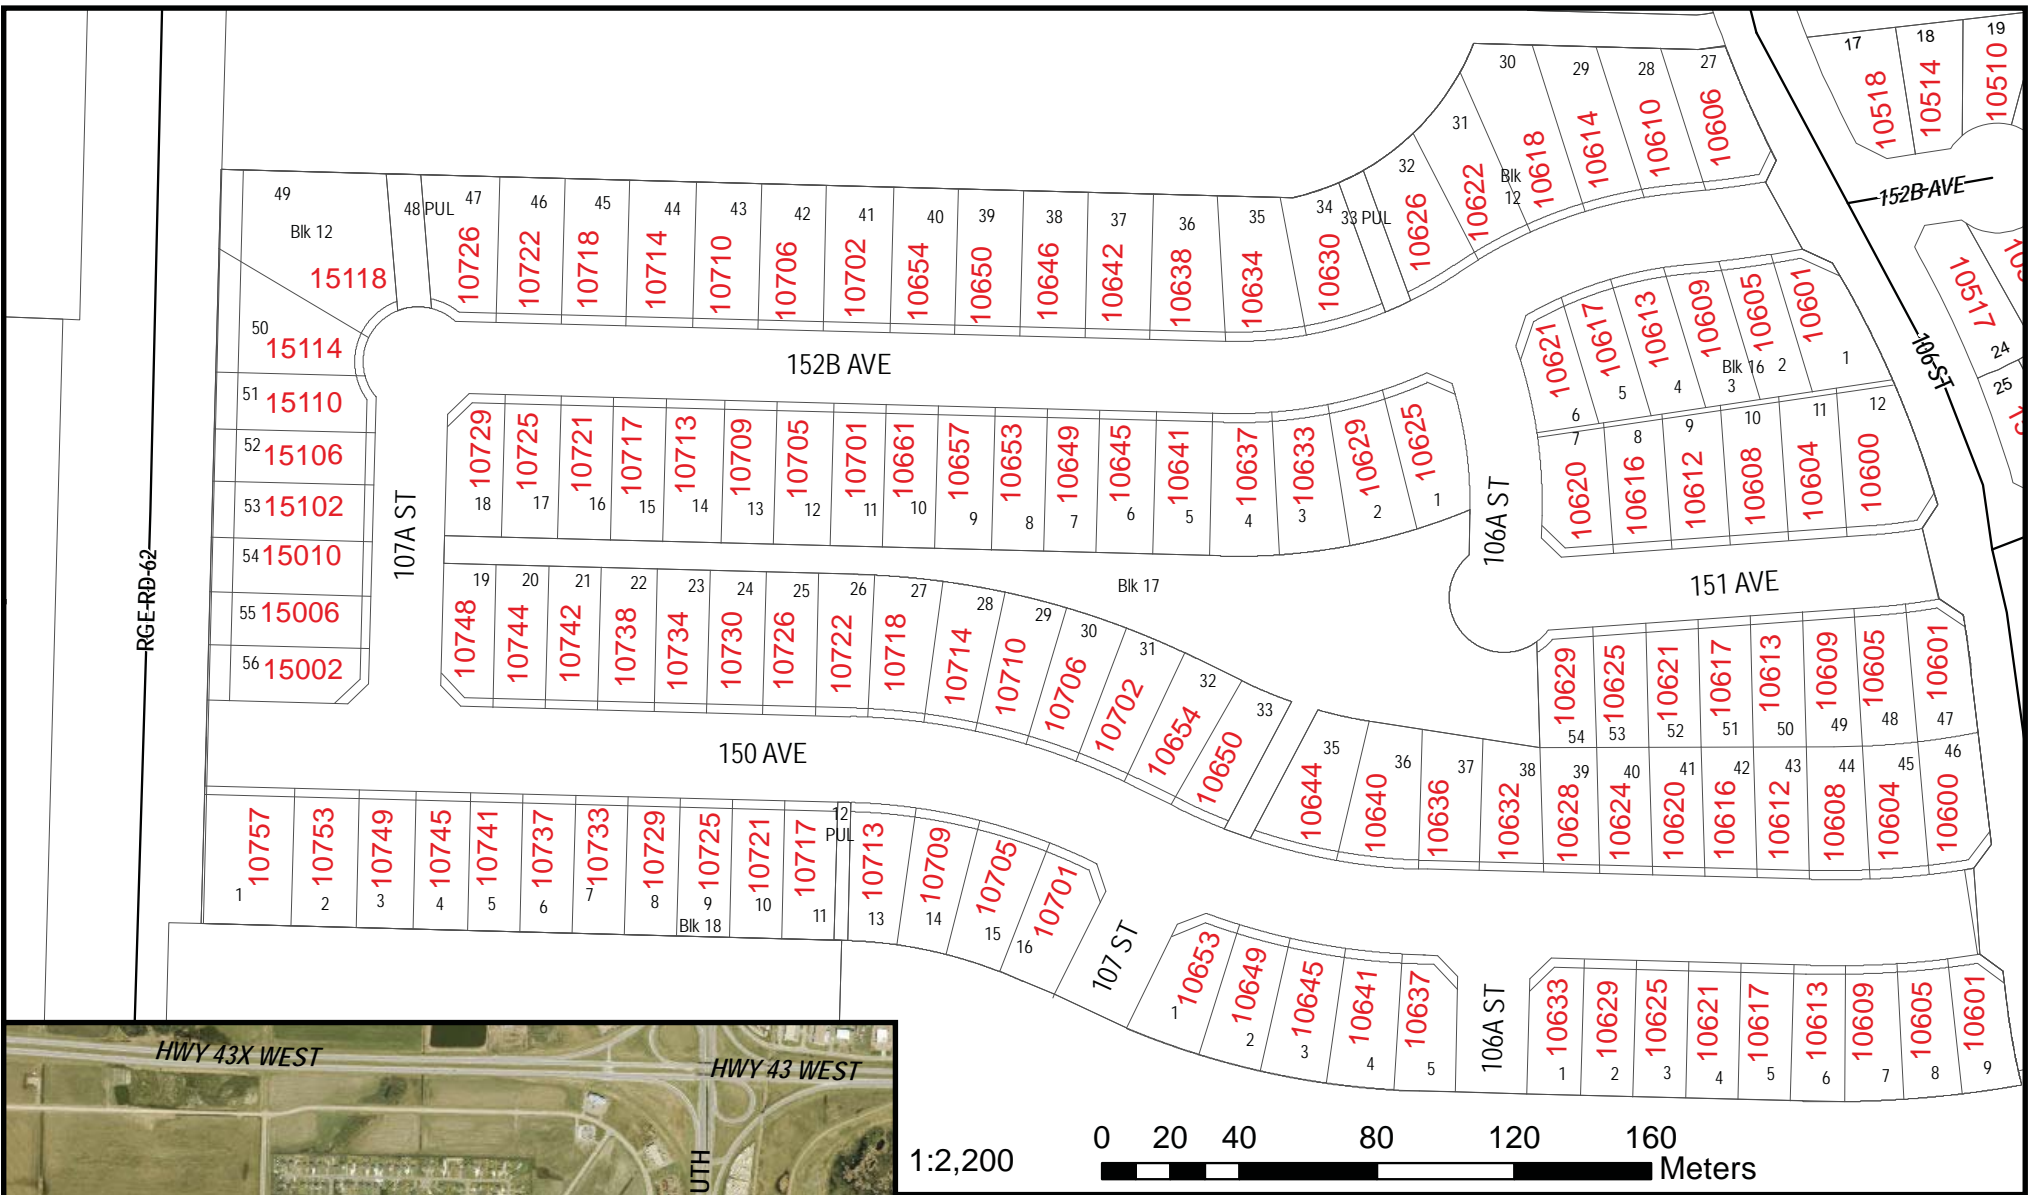 17 18 19
10518 10514 10510
30 29 28 27
10618 10614 10610 10606
31 32
10622 10626
Blk
12
152B AVE
49
Blk 12
15118
48 PUL
47 46 45 44 43 42 41 40 39 38 37 36 35 34 33 PUL
10726 10722 10718 10714 10710 10706 10702 10654 10650 10646 10642 10638 10634 10630
50 15114
51 15110
52 15106
53 15102
54 15010
55 15006
56 15002
152B AVE
10621 10617 10613 10609 10605 10601
Blk 16
6 5 4 3 2 1
106 ST
10517
24
25
7 8 9 10 11 12
10620 10616 10612 10608 10604 10600
10729 10725 10721 10717 10713 10709 10705 10701 10661 10657 10653 10649 10645 10641 10637 10633 10629 10625
18 17 16 15 14 13 12 11 10 9 8 7 6 5 4 3 2 1
107A ST
106A ST
RGE-RD-62
Blk 17
151 AVE
19 20 21 22 23 24 25 26 27 28 29 30 31 32 33
10748 10744 10742 10738 10734 10730 10726 10722 10718 10714 10710 10706 10702 10654 10650
10629 10625 10621 10617 10613 10609 10605 10601
54 53 52 51 50 49 48 47
35 36 37 38 39 40 41 42 43 44 45 46
10644 10640 10636 10632 10628 10624 10620 10616 10612 10608 10604 10600
150 AVE
10757 10753 10749 10745 10741 10737 10733 10729 10725 10721 10717
12
PUL
10713 10709 10705 10701
1 2 3 4 5 6 7 8 9 10 11 13 14 15 16
Blk 18
107 ST
10653 10649 10645 10641 10637
1 2 3 4 5
106A ST
10633 10629 10625 10621 10617 10613 10609 10605 10601
1 2 3 4 5 6 7 8 9
HWY 43X WEST
HWY 43 WEST
UTH
1:2,200
0 20 40 80 120 160
Meters